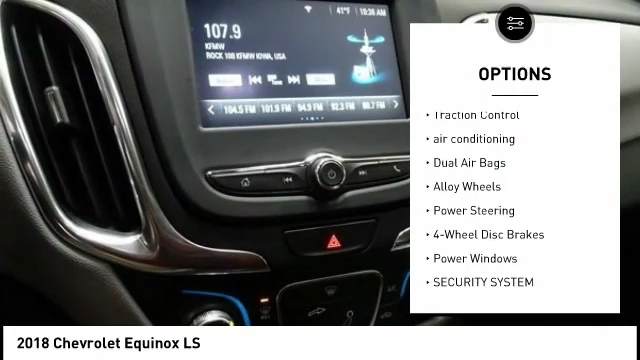 41°F 10:36 AM
107.9
KFMW
ROCK 108 KFMW IOWA, USA
104.5 FM 101.9 FM 94.9 FM 92.3 FM 88.7 FM
OPTIONS
Traction Control
air conditioning
Dual Air Bags
Alloy Wheels
Power Steering
4-Wheel Disc Brakes
Power Windows
SECURITY SYSTEM
2018 Chevrolet Equinox LS